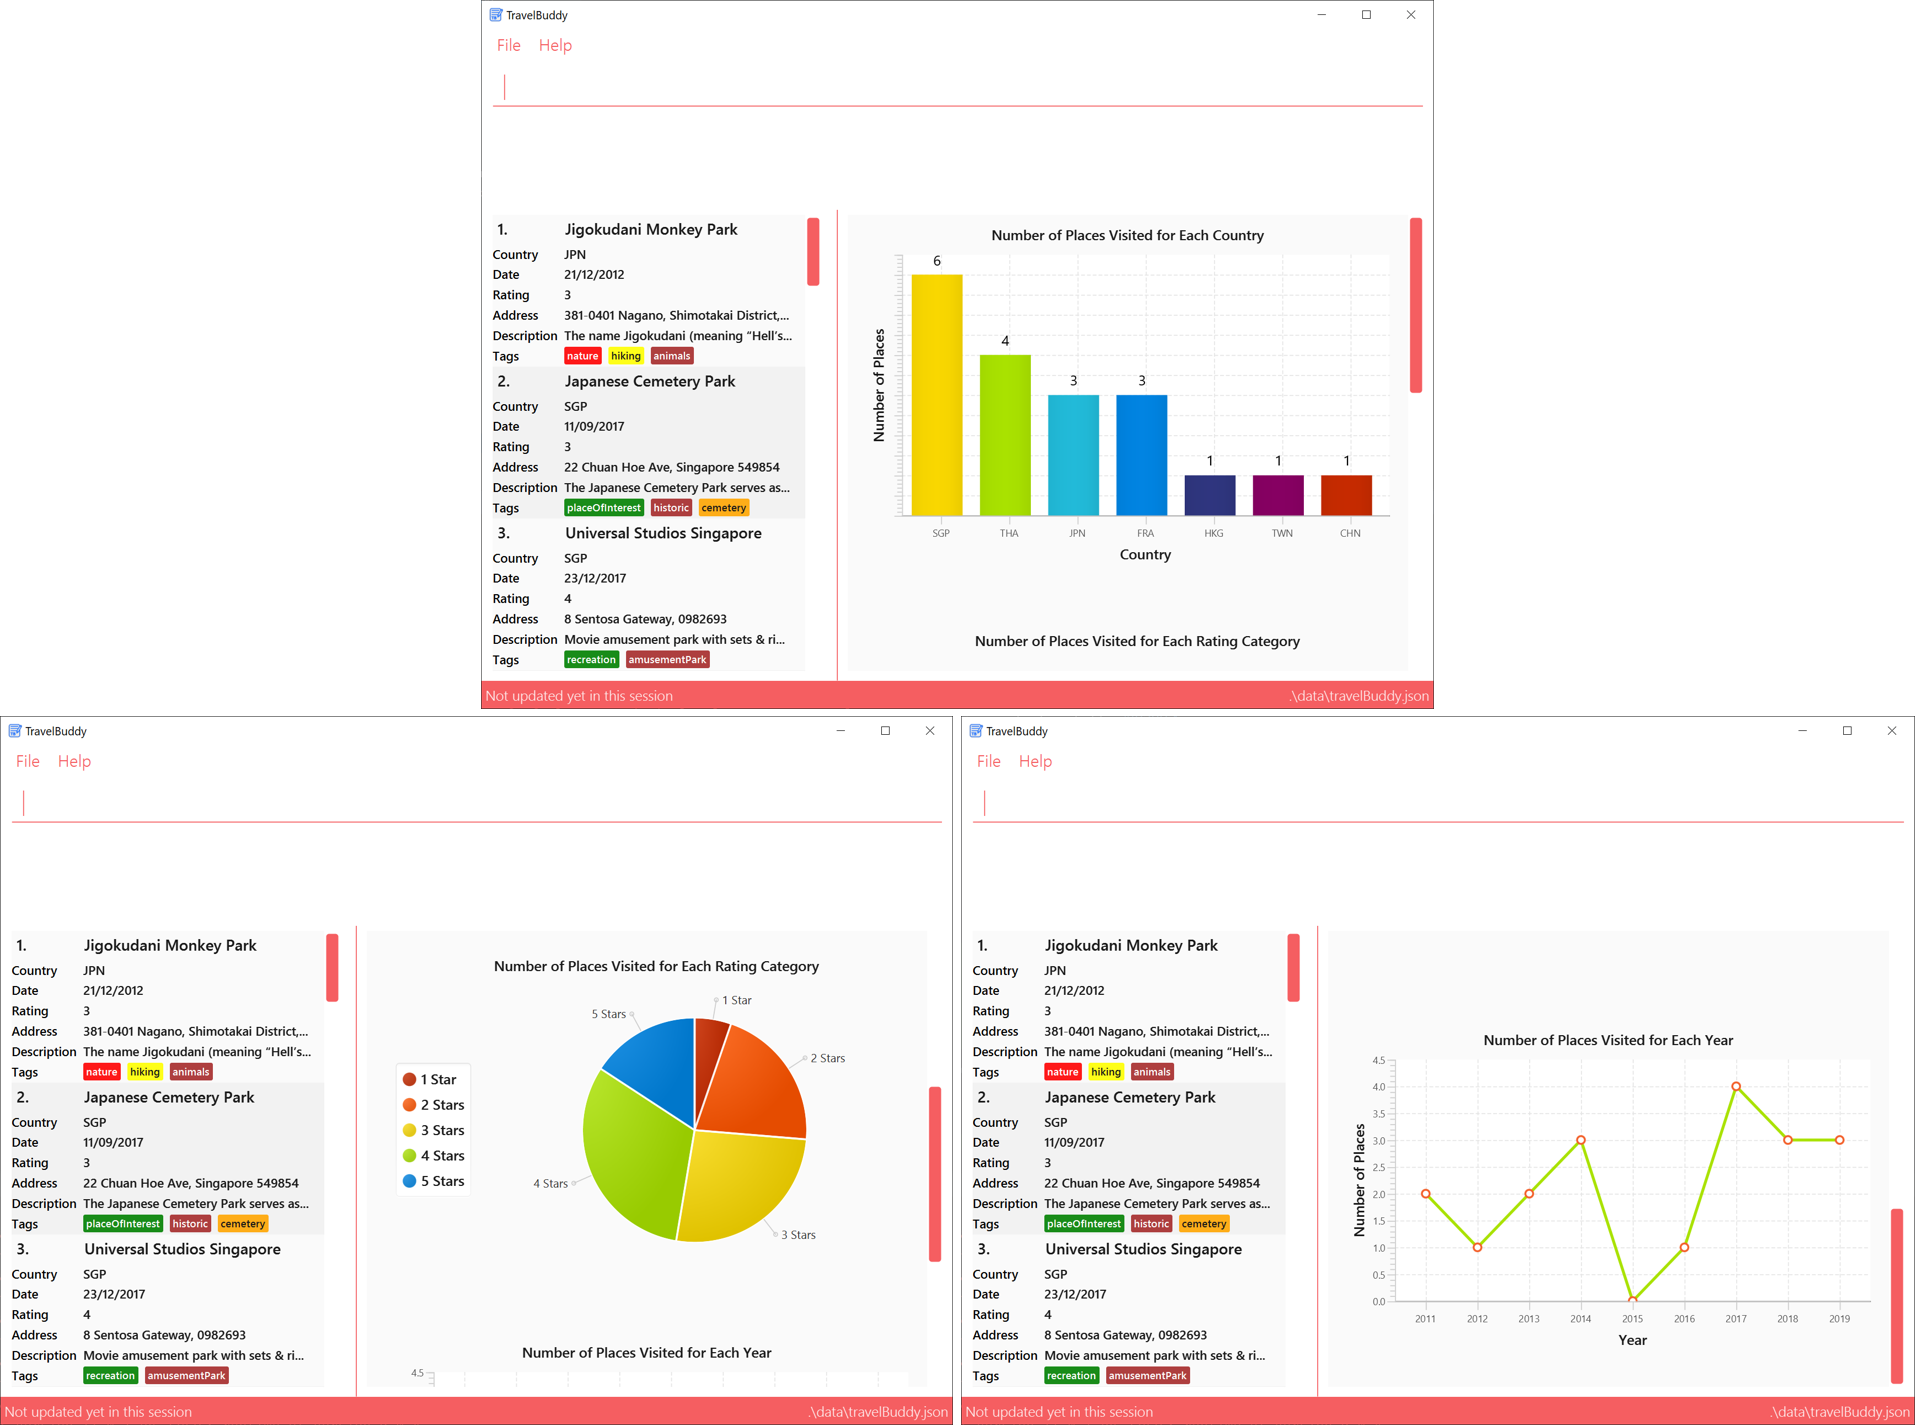 TravelBuddy
File Help
1. Jigokudani Monkey Park
Country JPN
Date 21/12/2012
Rating 3
Address 381-0401 Nagano, Shimotakai District,...
Description The name Jigokudani (meaning “Hell’s...
Tags nature hiking animals
2. Japanese Cemetery Park
Country SGP
Date 11/09/2017
Rating 3
Address 22 Chuan Hoe Ave, Singapore 549854
Description The Japanese Cemetery Park serves as...
Tags placeOfInterest historic cemetery
3. Universal Studios Singapore
Country SGP
Date 23/12/2017
Rating 4
Address 8 Sentosa Gateway, 0982693
Description Movie amusement park with sets & ri...
Tags recreation amusementPark
Number of Places Visited for Each Country
Number of Places
6
4
3
3
1
1
1
SGP THA JPN FRA HKG TWN CHN
Country
Number of Places Visited for Each Rating Category
Not updated yet in this session
.\data\travelBuddy.json
TravelBuddy
File Help
1. Jigokudani Monkey Park
Country JPN
Date 21/12/2012
Rating 3
Address 381-0401 Nagano, Shimotakai District,...
Description The name Jigokudani (meaning “Hell’s...
Tags nature hiking animals
2. Japanese Cemetery Park
Country SGP
Date 11/09/2017
Rating 3
Address 22 Chuan Hoe Ave, Singapore 549854
Description The Japanese Cemetery Park serves as...
Tags placeOfInterest historic cemetery
3. Universal Studios Singapore
Country SGP
Date 23/12/2017
Rating 4
Address 8 Sentosa Gateway, 0982693
Description Movie amusement park with sets & ri...
Tags recreation amusementPark
Number of Places Visited for Each Rating Category
1 Star
2 Stars
3 Stars
4 Stars
5 Stars
1 Star
2 Stars
3 Stars
4 Stars
5 Stars
Number of Places Visited for Each Year
4.5
Not updated yet in this session
.\data\travelBuddy.json
TravelBuddy
File Help
1. Jigokudani Monkey Park
Country JPN
Date 21/12/2012
Rating 3
Address 381-0401 Nagano, Shimotakai District,...
Description The name Jigokudani (meaning “Hell’s...
Tags nature hiking animals
2. Japanese Cemetery Park
Country SGP
Date 11/09/2017
Rating 3
Address 22 Chuan Hoe Ave, Singapore 549854
Description The Japanese Cemetery Park serves as...
Tags placeOfInterest historic cemetery
3. Universal Studios Singapore
Country SGP
Date 23/12/2017
Rating 4
Address 8 Sentosa Gateway, 0982693
Description Movie amusement park with sets & ri...
Tags recreation amusementPark
Number of Places Visited for Each Year
Number of Places
4.5
4.0
3.5
3.0
2.5
2.0
1.5
1.0
0.5
0.0
2011 2012 2013 2014 2015 2016 2017 2018 2019
Year
Not updated yet in this session
.\data\travelBuddy.json